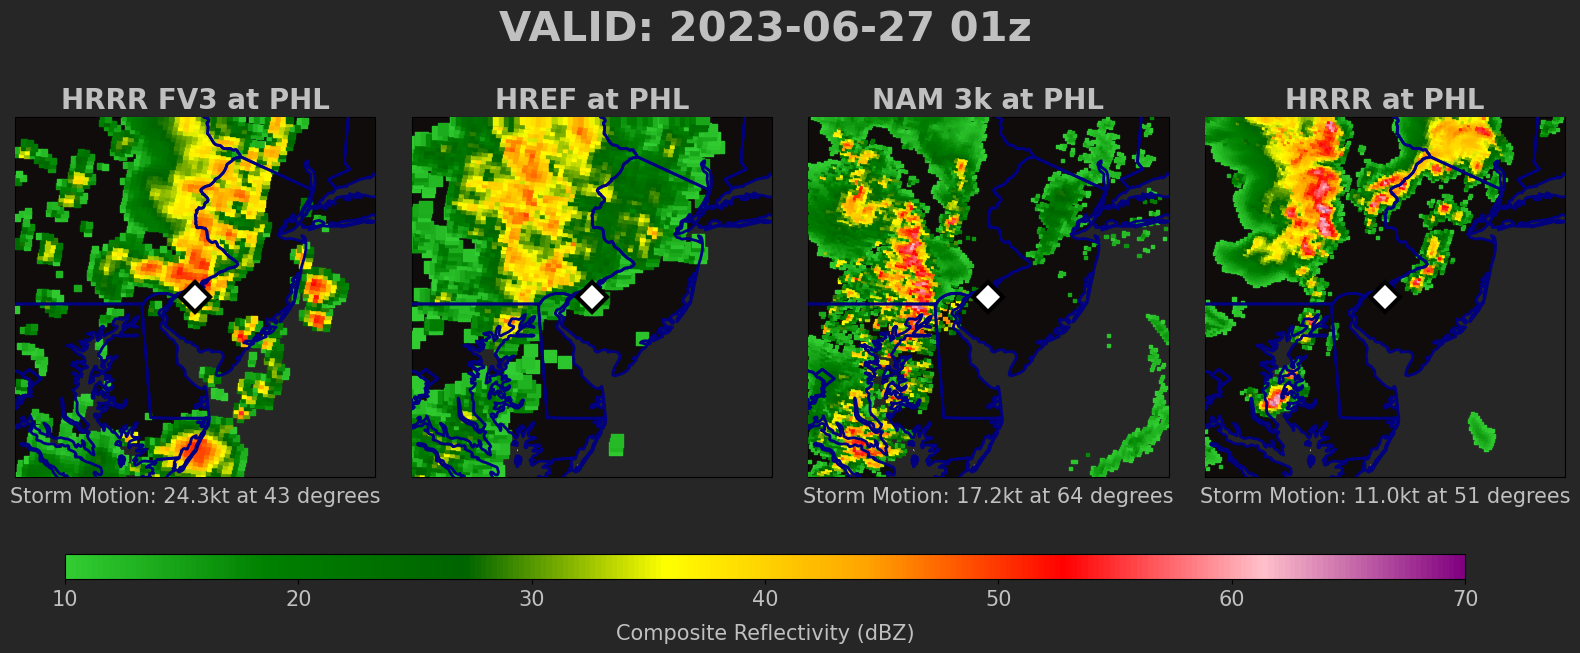 VALID: 2023-06-27 01z
HRRR FV3 at PHL
HREF at PHL
NAM 3k at PHL
HRRR at PHL
Storm Motion: 24.3kt at 43 degrees
Storm Motion: 17.2kt at 64 degrees
Storm Motion: 11.0kt at 51 degrees
10 20 30 40 50 60 70
Composite Reflectivity (dBZ)